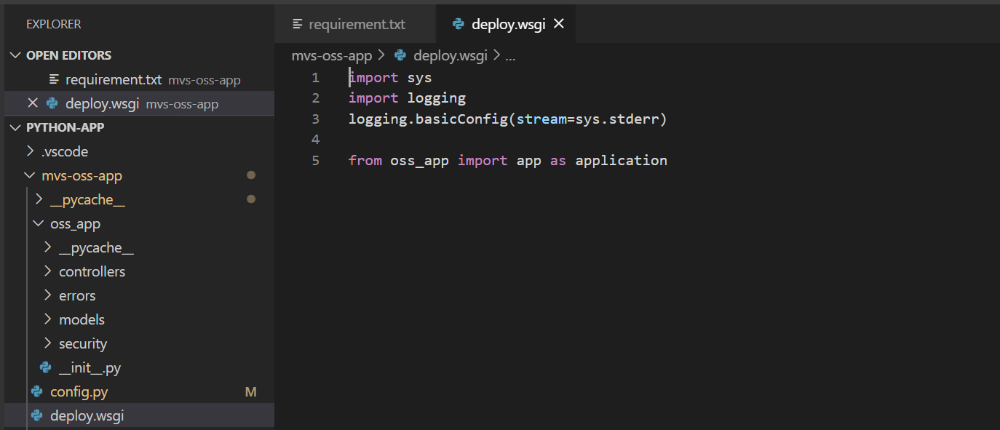 EXPLORER
OPEN EDITORS
requirement.txt mvs-oss-app
deploy.wsgi mvs-oss-app
PYTHON-APP
.vscode
mvs-oss-app
__pycache__
oss_app
__pycache__
controllers
errors
models
security
__init__.py
config.py M
deploy.wsgi
requirement.txt deploy.wsgi
mvs-oss-app > deploy.wsgi > ...
1 import sys
2 import logging
3 logging.basicConfig(stream=sys.stderr)
4
5 from oss_app import app as application